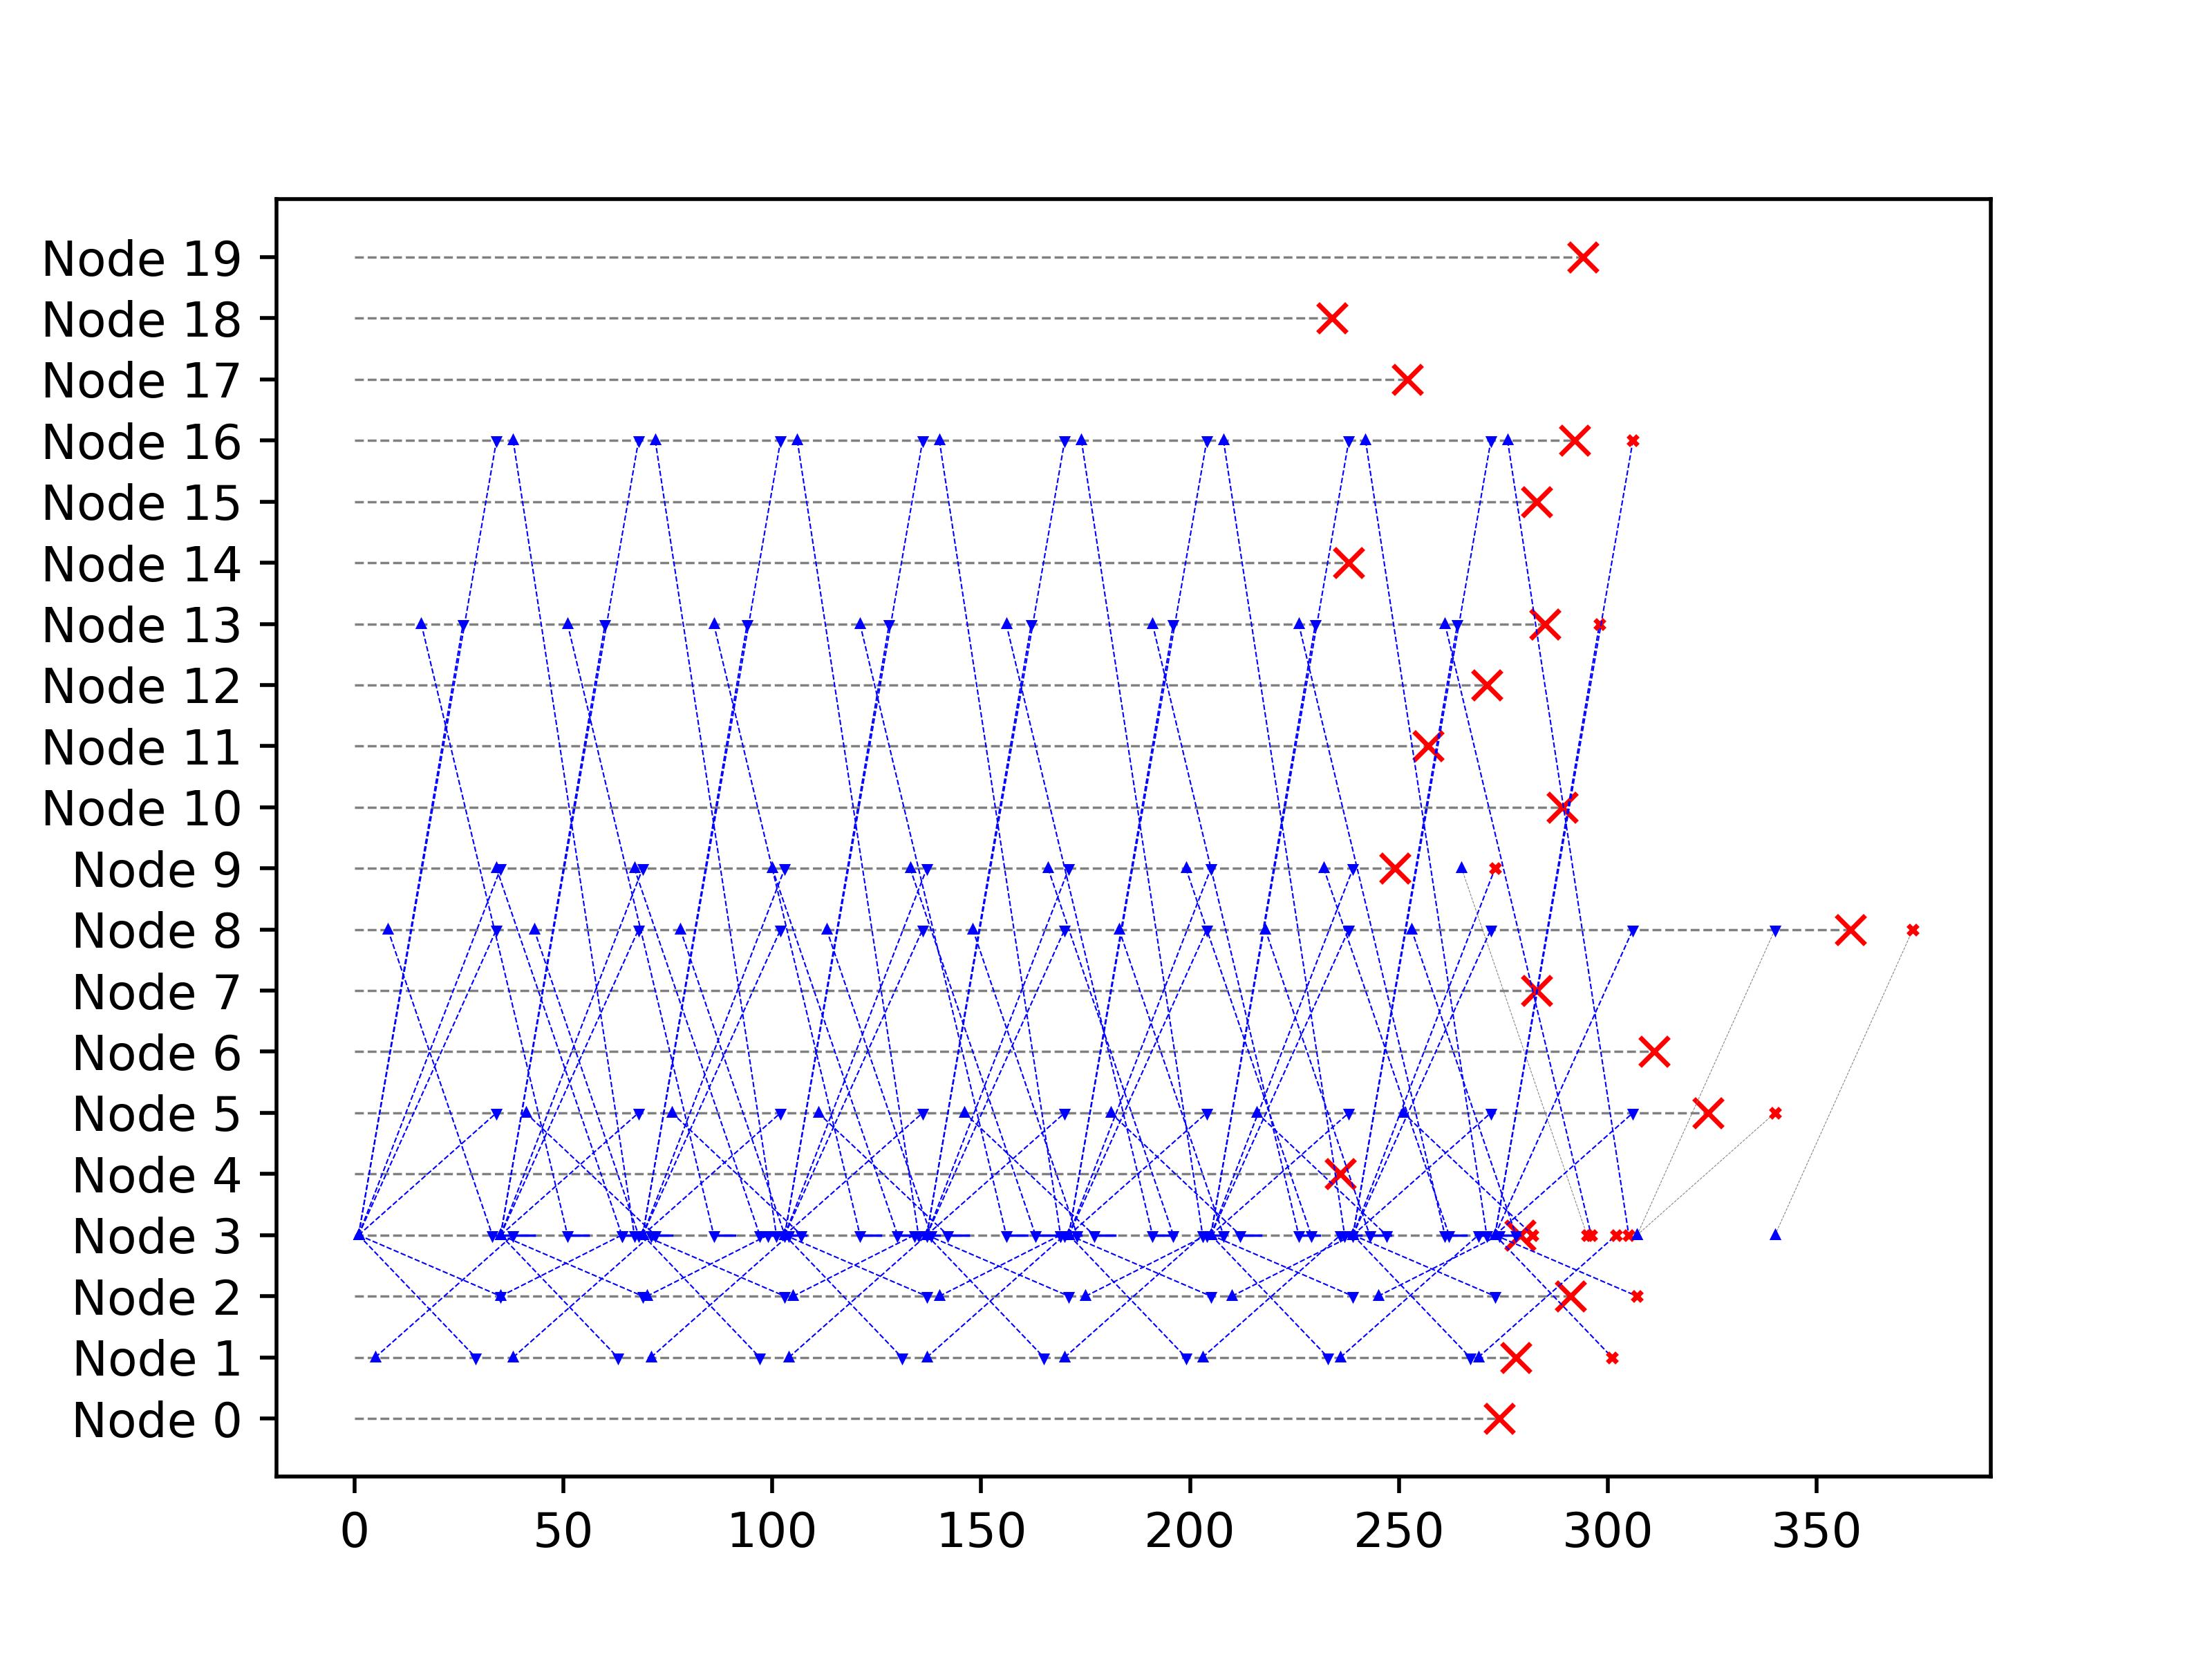 Node 19
Node 18
Node 17
Node 16
Node 15
Node 14
Node 13
Node 12
Node 11
Node 10
Node 9
Node 8
Node 7
Node 6
Node 5
Node 4
Node 3
Node 2
Node 1
Node 0
0 50 100 150 200 250 300 350